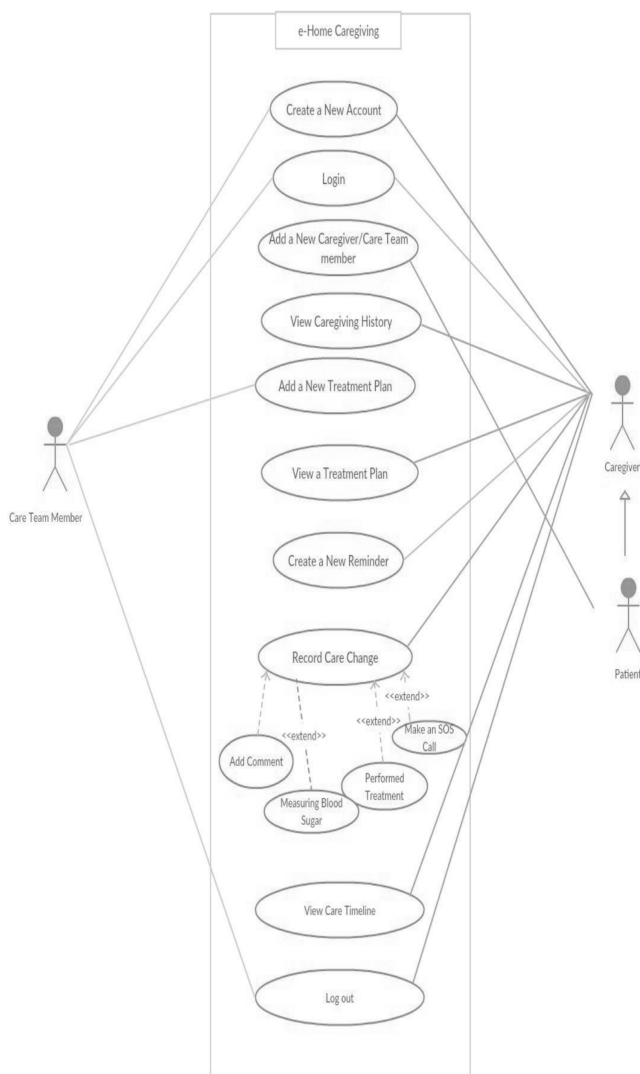 e-Home Caregiving
Create a New Account
Login
Add a New Caregiver/Care Team
member
View Caregiving History
Add a New Treatment Plan
Caregiver
View a Treatment Plan
Care Team Member
Create a New Reminder
Record Care Change
Patient
<<extend>>
<<extend>>
<<extend>>
Make an SOS
Call
Add Comment
Performed
Treatment
Measuring Blood
Sugar
View Care Timeline
Log out